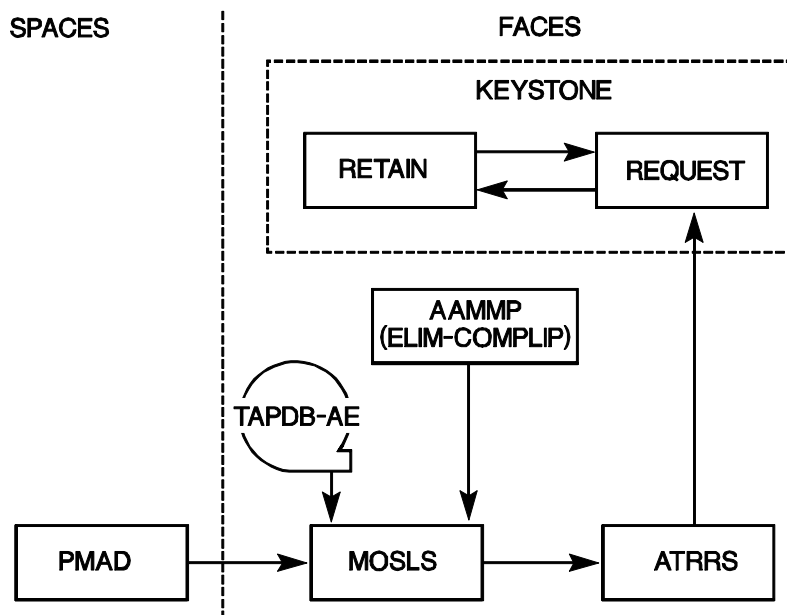 SPACES
FACES
KEYSTONE
RETAIN
REQUEST
AAMMP
(ELIM-COMPLIP)
TAPDB-AE
PMAD
MOSLS
ATRRS